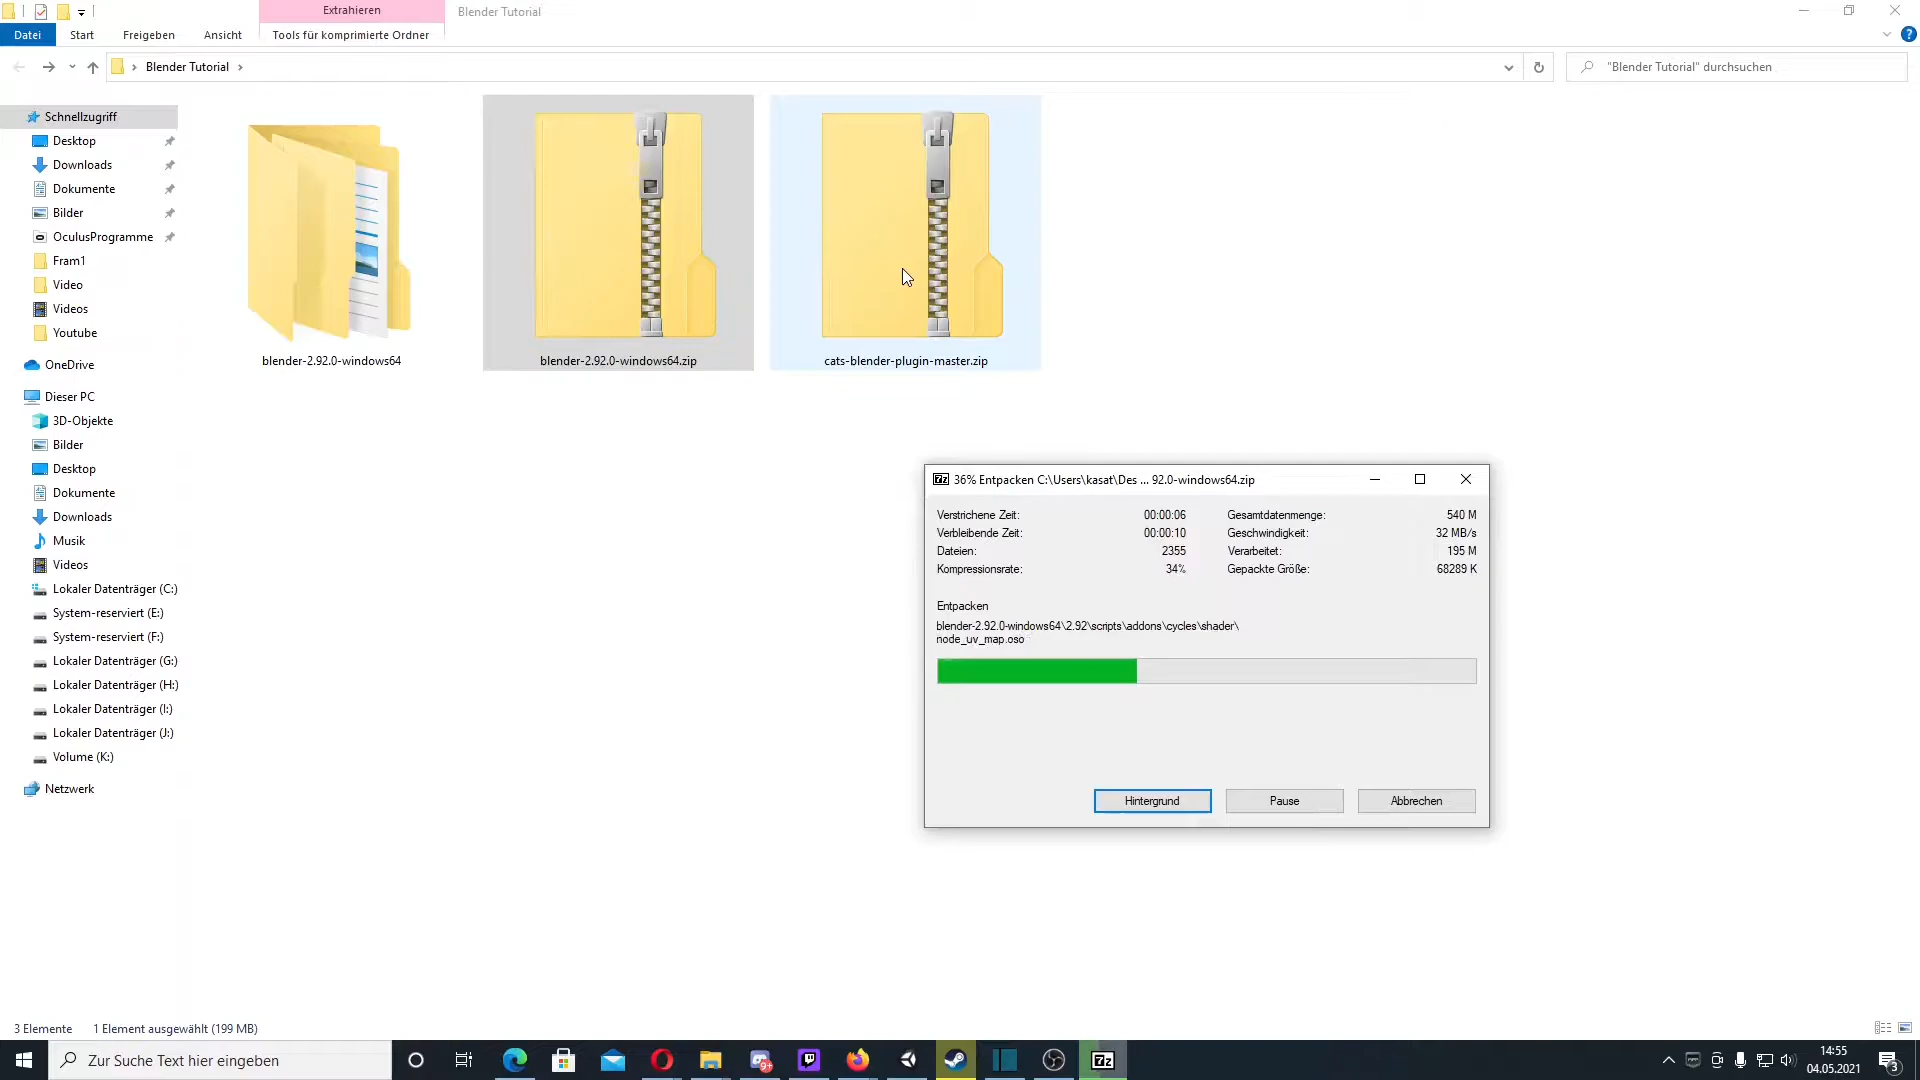 Extrahieren
Blender Tutorial
Datei
Start
Freigeben
Ansicht
Tools für komprimierte Ordner
Blender Tutorial
"Blender Tutorial" durchsuchen
Schnellzugriff
Desktop
Downloads
Dokumente
Bilder
OculusProgramme
Fram1
Video
Videos
Youtube
OneDrive
Dieser PC
3D-Objekte
Bilder
Desktop
Dokumente
Downloads
Musik
Videos
Lokaler Datenträger (C:)
System-reserviert (E:)
System-reserviert (F:)
Lokaler Datenträger (G:)
Lokaler Datenträger (H:)
Lokaler Datenträger (I:)
Lokaler Datenträger (J:)
Volume (K:)
Netzwerk
blender-2.92.0-windows64
blender-2.92.0-windows64.zip
cats-blender-plugin-master.zip
7z 36% Entpacken C:\Users\kasat\Des ... 92.0-windows64.zip
Verstrichene Zeit: 00:00:06 Gesamtdatenmenge: 540 M
Verbleibende Zeit: 00:00:10 Geschwindigkeit: 32 MB/s
Dateien: 2355 Verarbeitet: 195 M
Kompressionsrate: 34% Gepackte Größe: 68289 K
Entpacken
blender-2.92.0-windows64\2.92\scripts\addons\cycles\shader\
node_uv_map.oso
Hintergrund
Pause
Abbrechen
3 Elemente
1 Element ausgewählt (199 MB)
Zur Suche Text hier eingeben
9+
7z
14:55
04.05.2021
3